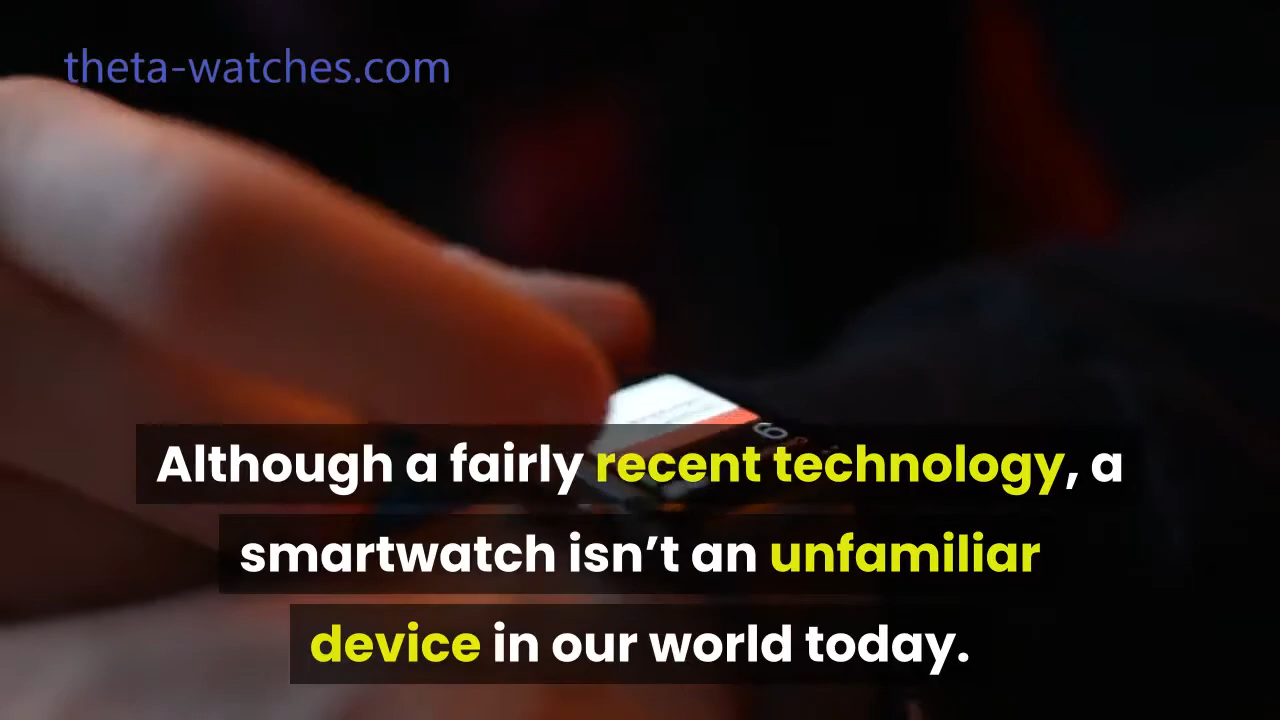 theta-watches.com
Although a fairly recent technology, a
smartwatch isn’t an unfamiliar
device in our world today.